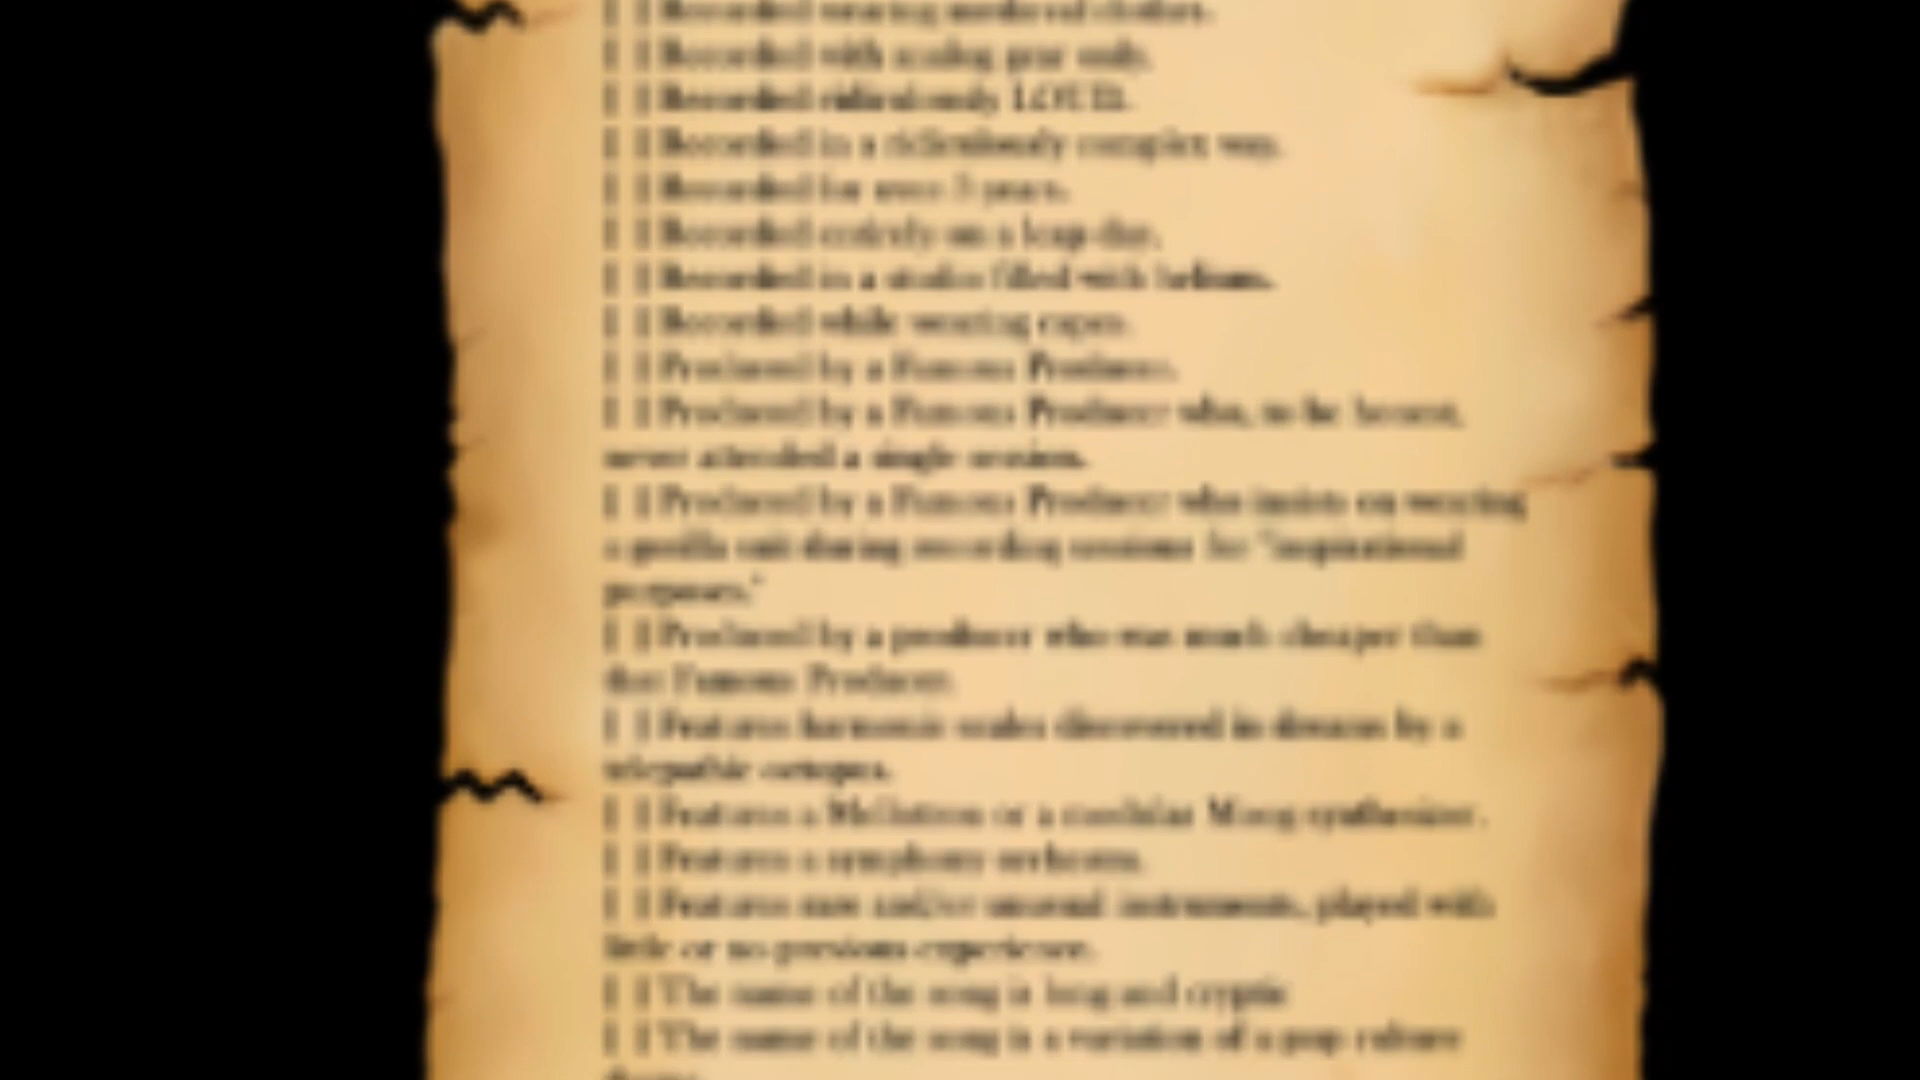 [ ] Recorded wearing medieval clothes.
[ ] Recorded with analog gear only.
[ ] Recorded ridiculously LOUD.
[ ] Recorded in a ridiculously complex way.
[ ] Recorded for over 3 years.
[ ] Recorded entirely on a leap day.
[ ] Recorded in a studio filled with helium.
[ ] Recorded while wearing capes.
[ ] Produced by a Famous Producer.
[ ] Produced by a Famous Producer who, to be honest,
never attended a single session.
[ ] Produced by a Famous Producer who insists on wearing
a gorilla suit during recording sessions for "inspirational
purposes."
[ ] Produced by a producer who was much cheaper than
that Famous Producer.
[ ] Features harmonic scales discovered in dreams by a
telepathic octopus.
[ ] Features a Mellotron or a modular Moog synthesizer.
[ ] Features a symphony orchestra.
[ ] Features rare and/or unusual instruments, played with
little or no previous experience.
[ ] The name of the song is long and cryptic
[ ] The name of the song is a variation of a pop culture